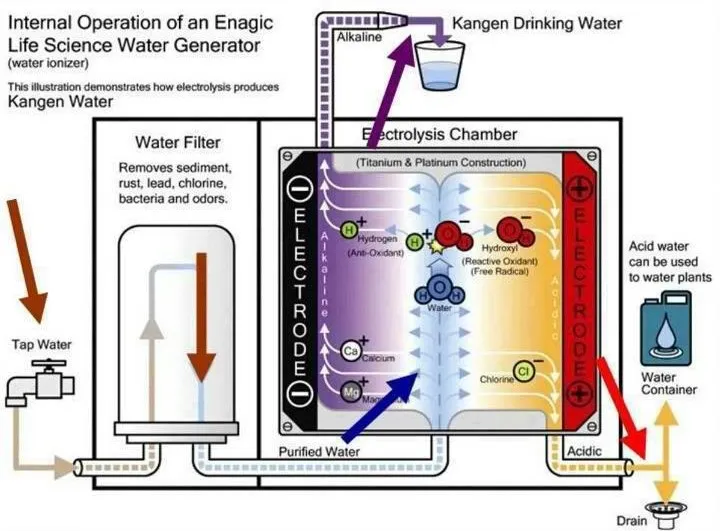 Internal Operation of an Enagic
Life Science Water Generator
(water ionizer)
This illustration demonstrates how electrolysis produces
Kangen Water
Alkaline
Kangen Drinking Water
Water Filter
Removes sediment,
rust, lead, chlorine,
bacteria and odors.
Electrolysis Chamber
(Titanium & Platinum Construction)
ELECTRODE
Alkaline
H +
Hydrogen
(Anti-Oxidant)
H +
O H −
O H −
Hydroxyl
(Reactive Oxidant)
(Free Radical)
H O H
Water
Ca +
Calcium
Mg +
Cl −
Chlorine
Acidic
ELECTRODE
Acid water
can be used
to water plants
Water
Container
Tap Water
Purified Water
Acidic
Drain